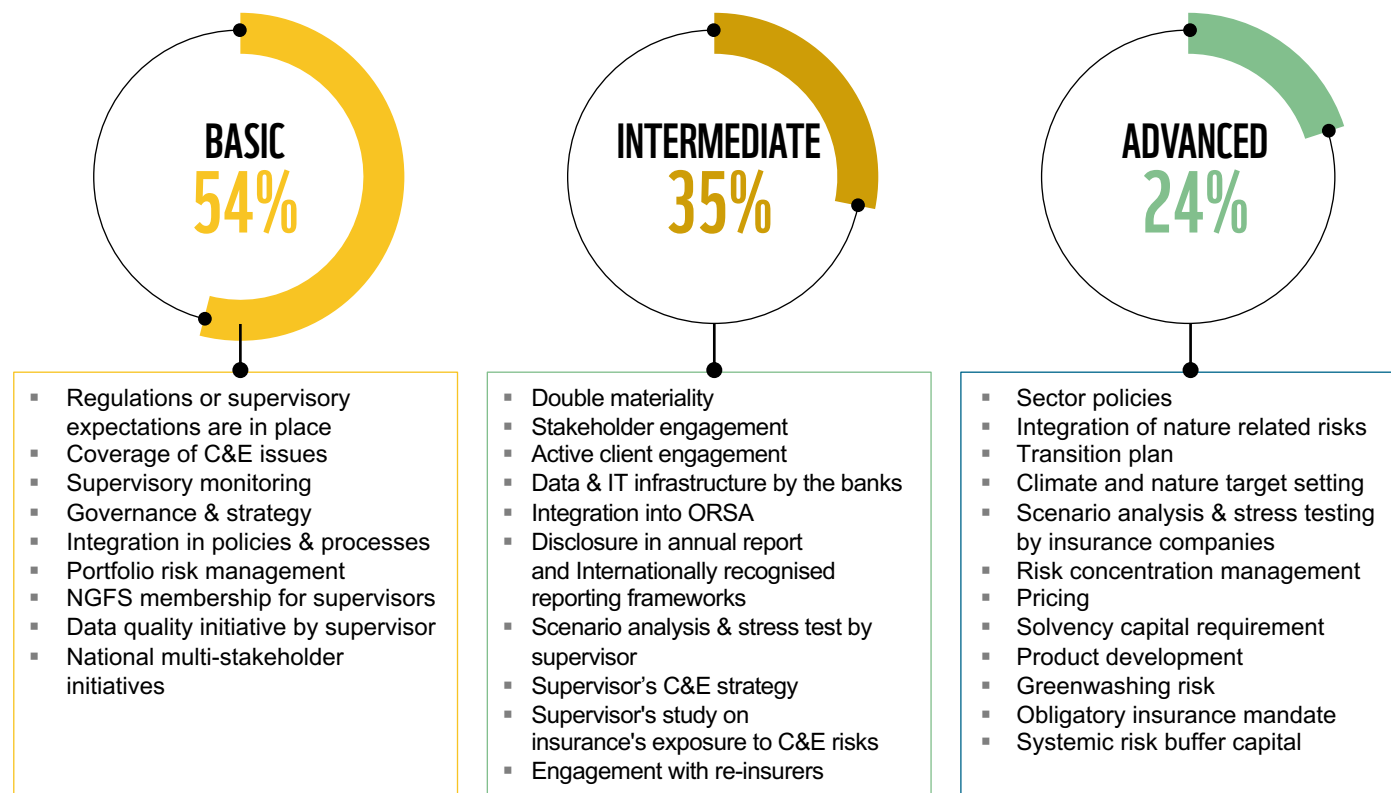 BASIC
54%
Regulations or supervisory
expectations are in place
Coverage of C&E issues
Supervisory monitoring
Governance & strategy
Integration in policies & processes
Portfolio risk management
NGFS membership for supervisors
Data quality initiative by supervisor
National multi-stakeholder
initiatives
INTERMEDIATE
35%
Double materiality
Stakeholder engagement
Active client engagement
Data & IT infrastructure by the banks
Integration into ORSA
Disclosure in annual report
and Internationally recognised
reporting frameworks
Scenario analysis & stress test by
supervisor
Supervisor’s C&E strategy
Supervisor's study on
insurance's exposure to C&E risks
Engagement with re-insurers
ADVANCED
24%
Sector policies
Integration of nature related risks
Transition plan
Climate and nature target setting
Scenario analysis & stress testing
by insurance companies
Risk concentration management
Pricing
Solvency capital requirement
Product development
Greenwashing risk
Obligatory insurance mandate
Systemic risk buffer capital